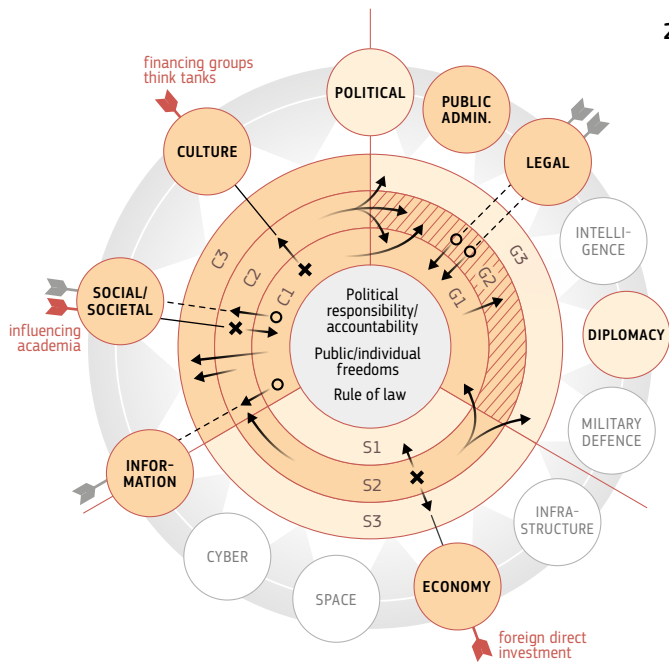 2
financing groups
think tanks
POLITICAL
PUBLIC
ADMIN.
CULTURE
LEGAL
INTELLI-
GENCE
C3
C2
C1
G3
G2
G1
SOCIAL/
SOCIETAL
influencing
academia
Political
responsibility/
accountability
Public/individual
freedoms
Rule of law
DIPLOMACY
MILITARY
DEFENCE
INFOR-
MATION
S1
S2
S3
INFRA-
STRUCTURE
CYBER
SPACE
ECONOMY
foreign direct
investment